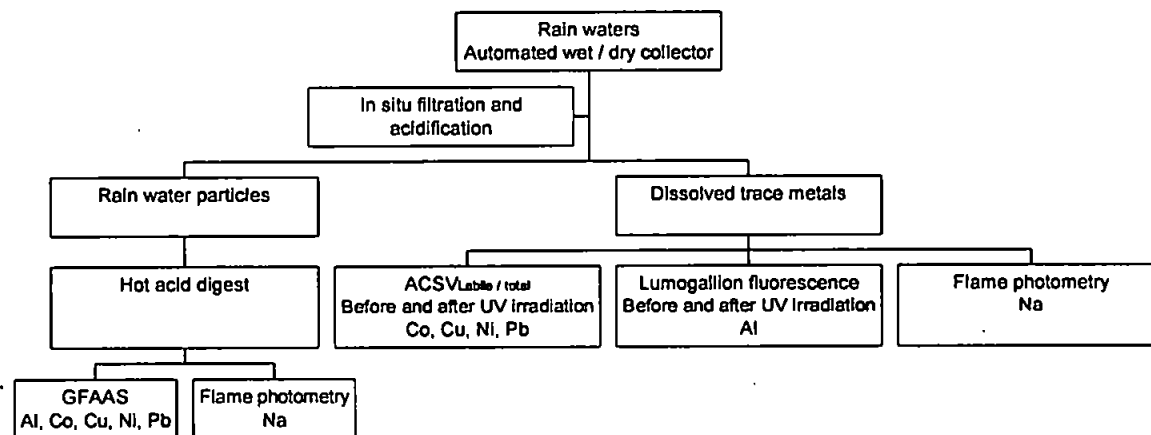 Rain waters
Automated wet / dry collector
In situ filtration and
acidification
Rain water particles
Dissolved trace metals
Hot acid digest
ACSVLabile / total
Before and after UV irradiation
Co, Cu, Ni, Pb
Lumogallion fluorescence
Before and after UV Irradiation
Al
Flame photometry
Na
GFAAS
Al, Co, Cu, Ni, Pb
Flame photometry
Na